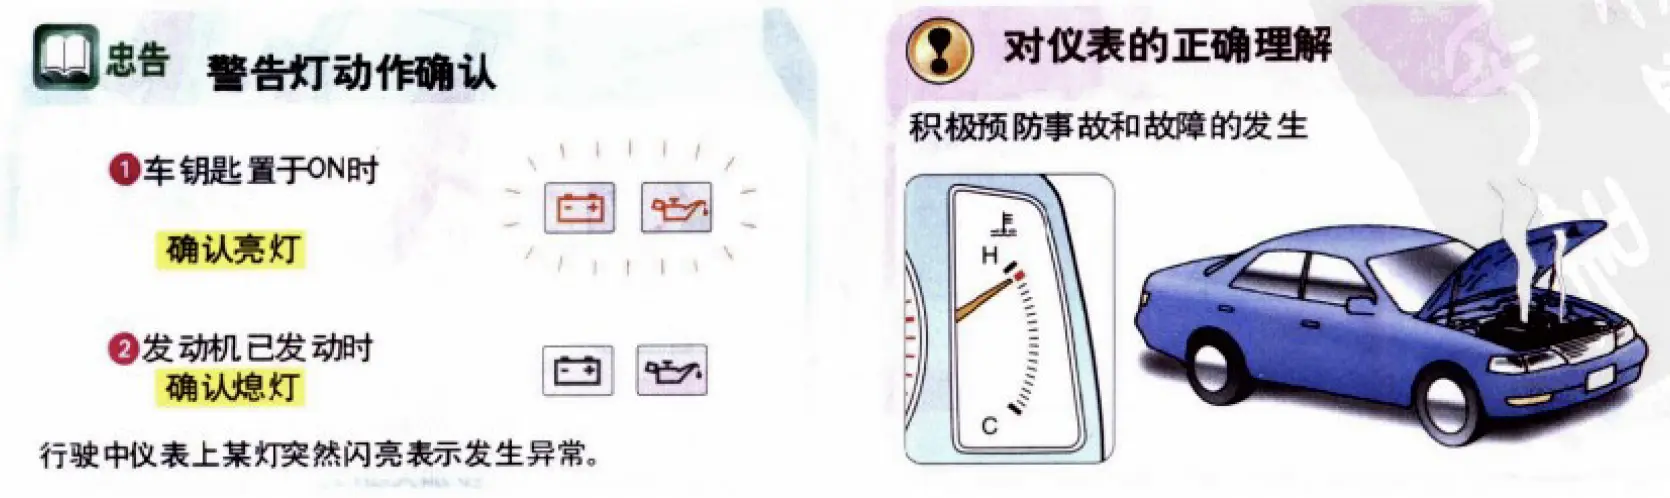 忠告
警告灯动作确认
1 车钥匙置于ON时
确认亮灯
2 发动机已发动时
确认熄灯
行驶中仪表上某灯突然闪亮表示发生异常。
对仪表的正确理解
积极预防事故和故障的发生
H
C